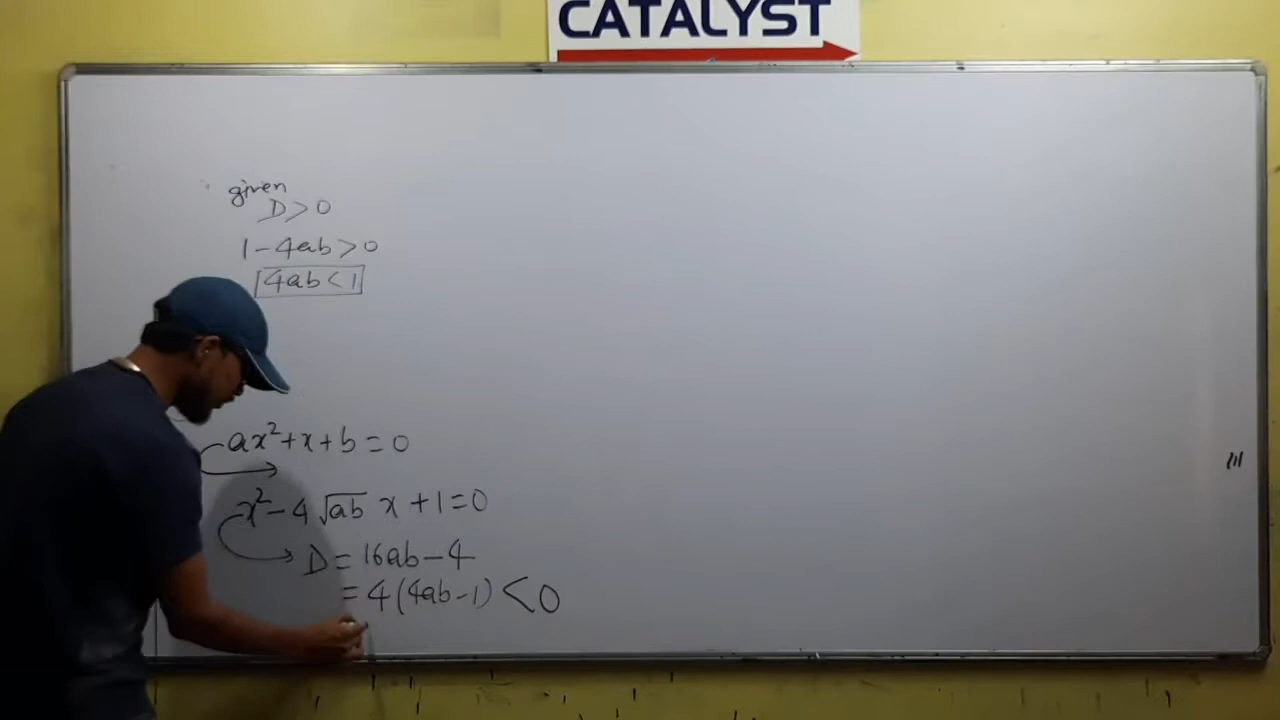 CATALYST
given
D > 0
1 - 4ab > 0
4ab < 1
ax² + x + b = 0
x² - 4√ab x + 1 = 0
D = 16ab - 4
= 4(4ab - 1) < 0